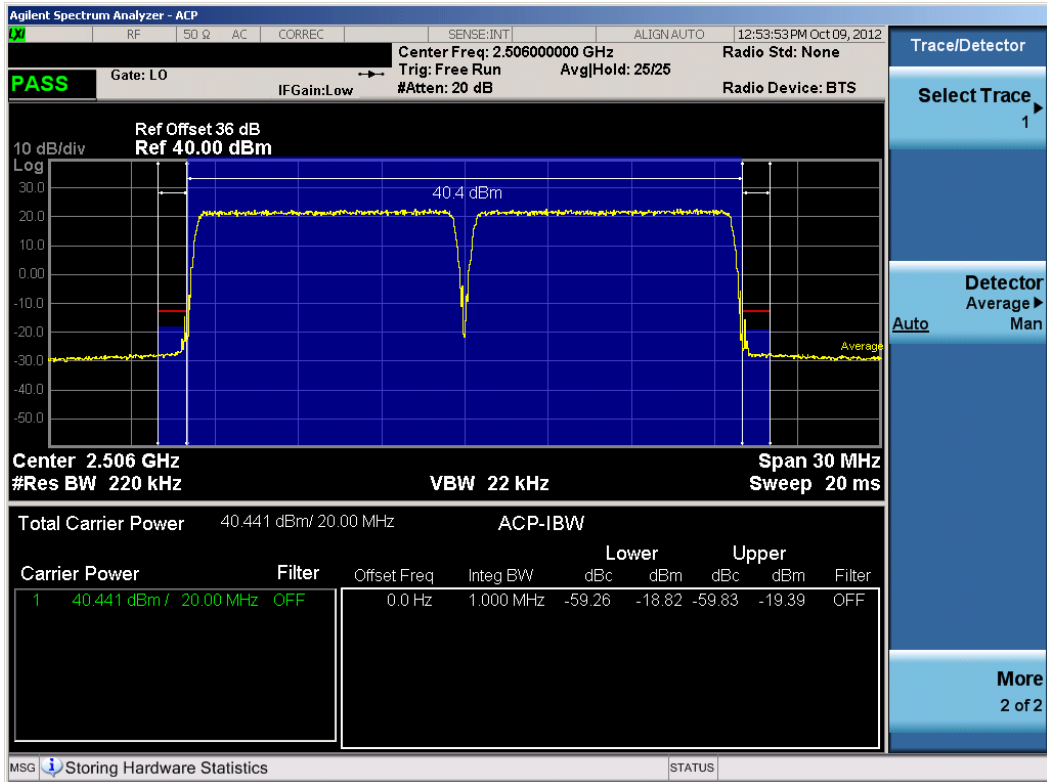 Agilent Spectrum Analyzer - ACP
LXI RF 50 Ω AC CORREC SENSE:INT ALIGN AUTO 12:53:53 PM Oct 09, 2012
Center Freq: 2.506000000 GHz Radio Std: None
PASS Gate: LO Trig: Free Run Avg|Hold: 25/25
IFGain:Low #Atten: 20 dB Radio Device: BTS
Ref Offset 36 dB
10 dB/div Ref 40.00 dBm
Log
30.0
40.4 dBm
20.0
10.0
0.00
-10.0
-20.0
Average
-30.0
-40.0
-50.0
Center 2.506 GHz Span 30 MHz
#Res BW 220 kHz VBW 22 kHz Sweep 20 ms
Total Carrier Power 40.441 dBm/ 20.00 MHz ACP-IBW
Lower Upper
Carrier Power Filter Offset Freq Integ BW dBc dBm dBc dBm Filter
1 40.441 dBm / 20.00 MHz OFF 0.0 Hz 1.000 MHz -59.26 -18.82 -59.83 -19.39 OFF
MSG Storing Hardware Statistics STATUS
Trace/Detector
Select Trace
1
Detector
Average
Auto Man
More
2 of 2